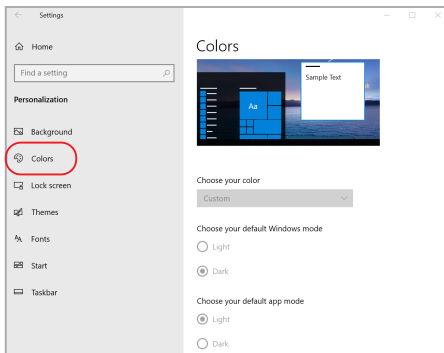 Settings
Home
Find a setting
Personalization
Background
Colors
Lock screen
Themes
Fonts
Start
Taskbar
Colors
Sample Text
Aa
Choose your color
Custom
Choose your default Windows mode
Light
Dark
Choose your default app mode
Light
Dark